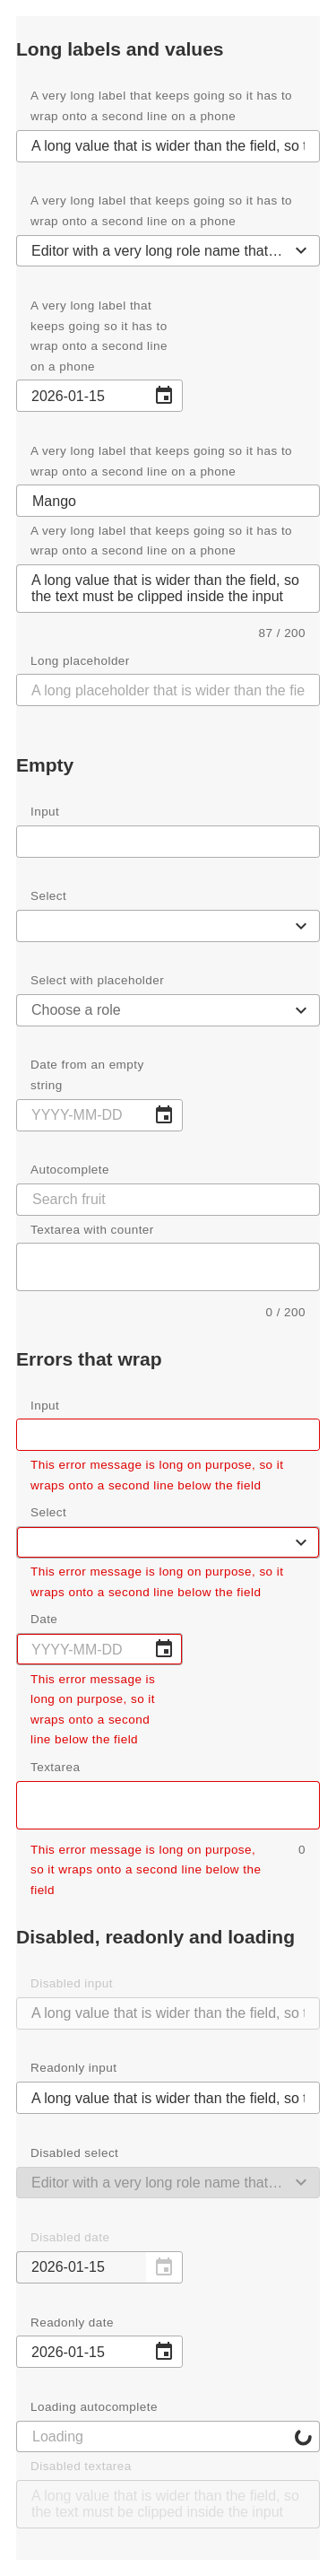 Long labels and values
A very long label that keeps going so it has to
wrap onto a second line on a phone
A long value that is wider than the field, so
A very long label that keeps going so it has to
wrap onto a second line on a phone
Editor with a very long role name that…
A very long label that
keeps going so it has to
wrap onto a second line
on a phone
2026-01-15
A very long label that keeps going so it has to
wrap onto a second line on a phone
Mango
A very long label that keeps going so it has to
wrap onto a second line on a phone
A long value that is wider than the field, so
the text must be clipped inside the input
87 / 200
Long placeholder
A long placeholder that is wider than the fie
Empty
Input
Select
Select with placeholder
Choose a role
Date from an empty
string
YYYY-MM-DD
Autocomplete
Search fruit
Textarea with counter
0 / 200
Errors that wrap
Input
This error message is long on purpose, so it
wraps onto a second line below the field
Select
This error message is long on purpose, so it
wraps onto a second line below the field
Date
YYYY-MM-DD
This error message is
long on purpose, so it
wraps onto a second
line below the field
Textarea
This error message is long on purpose, 0
so it wraps onto a second line below the
field
Disabled, readonly and loading
Disabled input
A long value that is wider than the field, so
Readonly input
A long value that is wider than the field, so
Disabled select
Editor with a very long role name that…
Disabled date
2026-01-15
Readonly date
2026-01-15
Loading autocomplete
Loading
Disabled textarea
A long value that is wider than the field, so
the text must be clipped inside the input